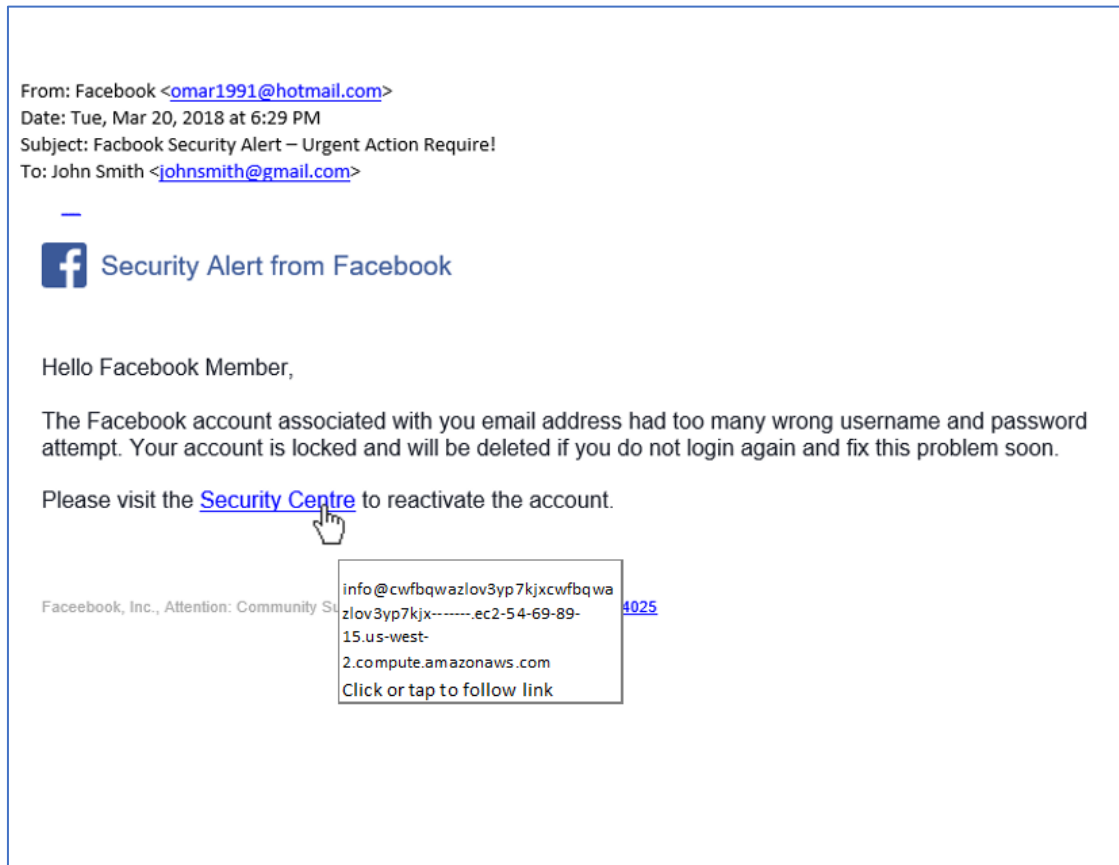 From: Facebook <omar1991@hotmail.com>
Date: Tue, Mar 20, 2018 at 6:29 PM
Subject: Facbook Security Alert – Urgent Action Require!
To: John Smith <johnsmith@gmail.com>
f Security Alert from Facebook
Hello Facebook Member,
The Facebook account associated with you email address had too many wrong username and password
attempt. Your account is locked and will be deleted if you do not login again and fix this problem soon.
Please visit the Security Centre to reactivate the account.
Faceebook, Inc., Attention: Community Su 4025
info@cwfbqwazlov3yp7kjxcwfbqwa
zlov3yp7kjx-------.ec2-54-69-89-
15.us-west-
2.compute.amazonaws.com
Click or tap to follow link